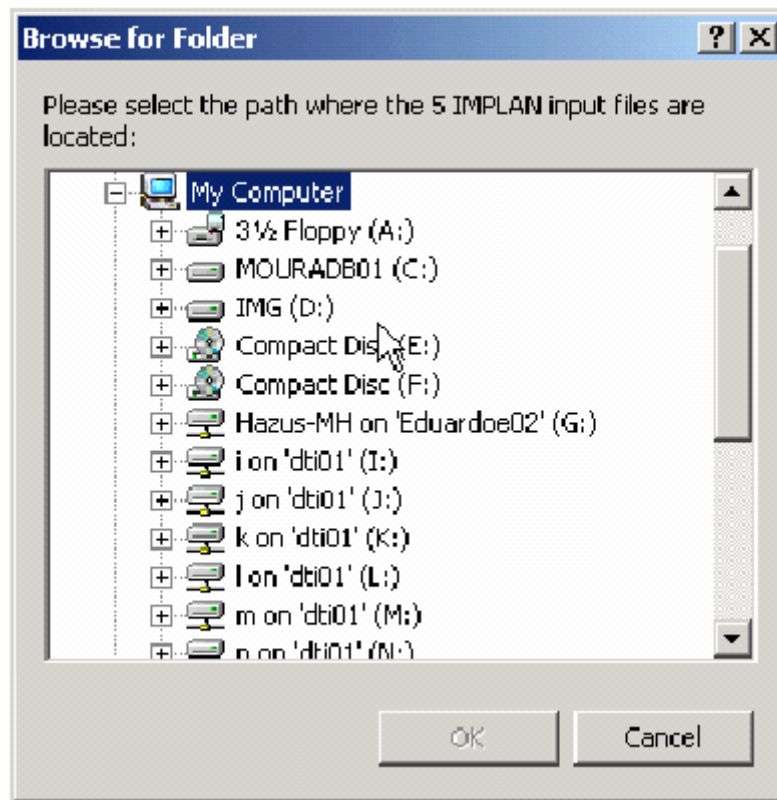 Browse for Folder
Please select the path where the 5 IMPLAN input files are
located:
My Computer
3½ Floppy (A:)
MOURADB01 (C:)
IMG (D:)
Compact Disc (E:)
Compact Disc (F:)
Hazus-MH on 'Eduardoe02' (G:)
i on 'dti01' (I:)
j on 'dti01' (J:)
k on 'dti01' (K:)
l on 'dti01' (L:)
m on 'dti01' (M:)
n on 'dti01' (N:)
OK
Cancel